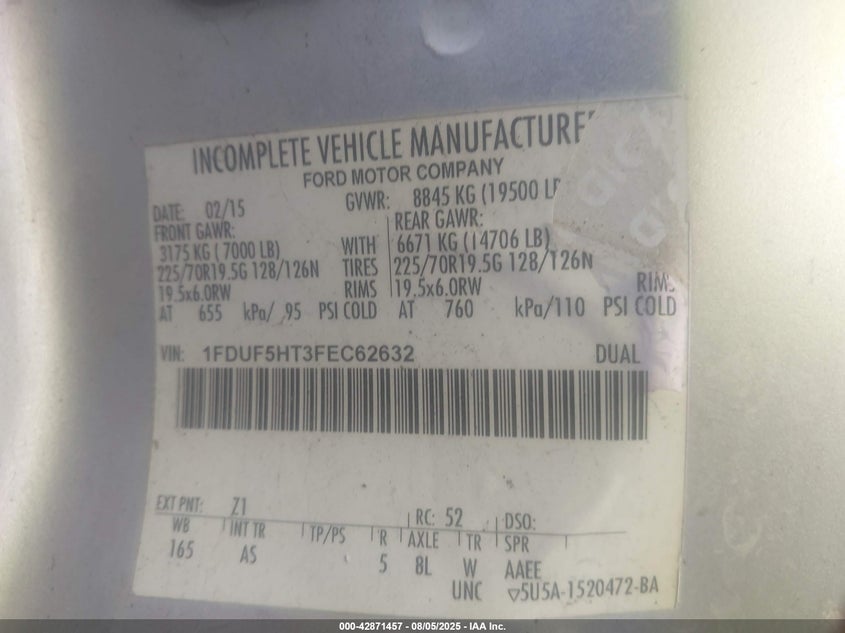 INCOMPLETE VEHICLE MANUFACTURER
FORD MOTOR COMPANY
DATE: 02/15 GVWR: 8845 KG (19500 LB
FRONT GAWR: REAR GAWR:
3175 KG (7000 LB) WITH 6671 KG (14706 LB)
225/70R19.5G 128/126N TIRES 225/70R19.5G 128/126N
19.5x6.0RW RIMS 19.5x6.0RW RIMS
AT 655 kPa/ 95 PSI COLD AT 760 kPa/110 PSI COLD
VIN: 1FDUF5HT3FEC62632 DUAL
EXT PNT: Z1 RC: 52 DSO:
WB INT TR TP/PS R AXLE TR SPR
165 AS 5 8L W AAEE
UNC ▽5U5A-1520472-BA
000-42871457 - 08/05/2025 - IAA Inc.